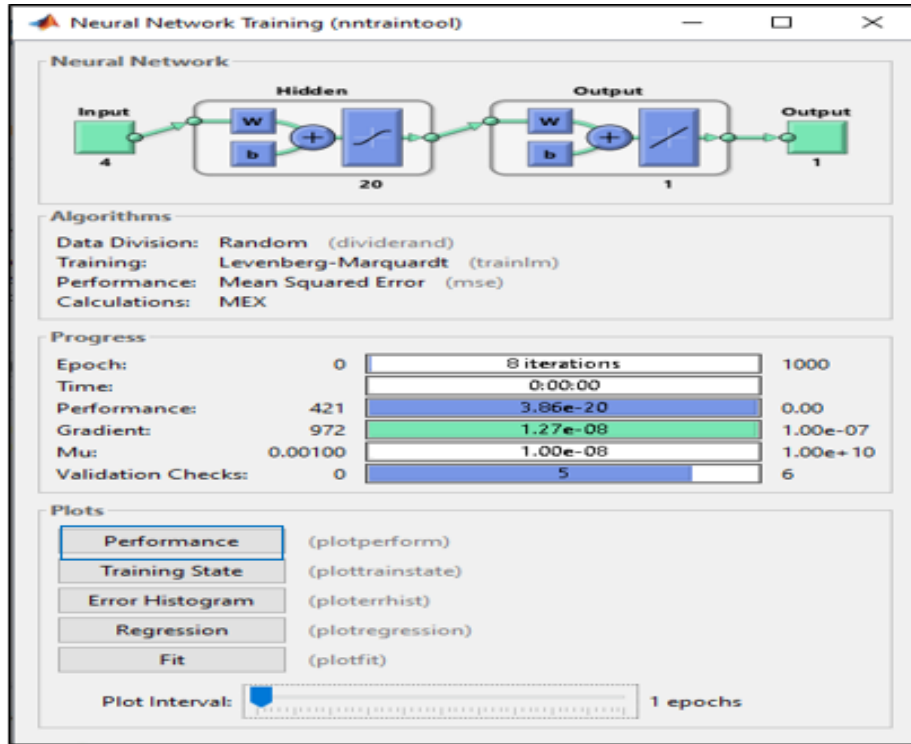 Neural Network Training (nntraintool)
Neural Network
Hidden
Output
Input
Output
W
W
+
+
b
b
4
20
1
1
Algorithms
Data Division: Random (dividerand)
Training: Levenberg-Marquardt (trainlm)
Performance: Mean Squared Error (mse)
Calculations: MEX
Progress
Epoch: 0 8 iterations 1000
Time: 0:00:00
Performance: 421 3.86e-20 0.00
Gradient: 972 1.27e-08 1.00e-07
Mu: 0.00100 1.00e-08 1.00e+10
Validation Checks: 0 5 6
Plots
Performance (plotperform)
Training State (plottrainstate)
Error Histogram (ploterrhist)
Regression (plotregression)
Fit (plotfit)
Plot Interval: 1 epochs